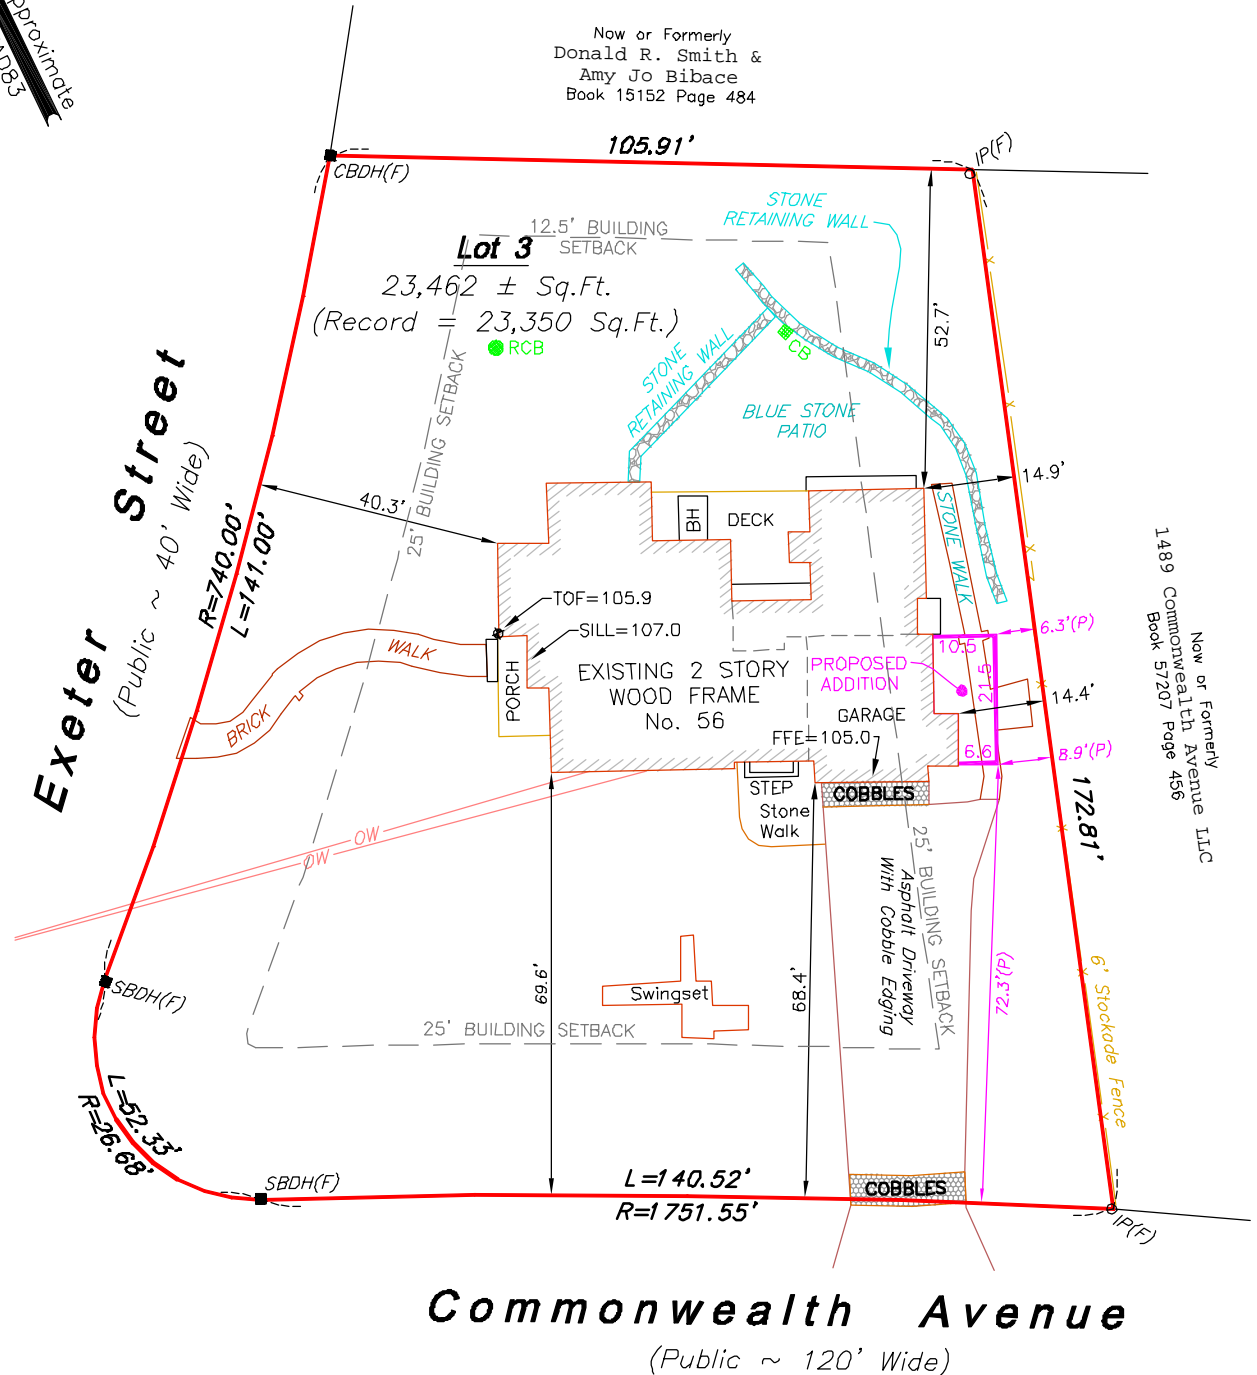 Approximate
Now or Formerly
Donald R. Smith &
Amy Jo Bibace
Book 15152 Page 484
105.91'
CBDH(F)
IP(F)
STONE
RETAINING WALL
12.5' BUILDING
SETBACK
Lot 3
23,462 ± Sq.Ft.
(Record = 23,350 Sq.Ft.)
RCB
52.7'
CB
STONE
RETAINING WALL
BLUE STONE
PATIO
25' BUILDING SETBACK
Exeter Street
(Public ~ 40' Wide)
R=740.00'
L=141.00'
40.3'
14.9'
BH
DECK
STONE WALK
TOF=105.9
SILL=107.0
WALK
BRICK
PORCH
EXISTING 2 STORY
WOOD FRAME
No. 56
PROPOSED
ADDITION
10.5
21.5
6.6
6.3'(P)
14.4'
8.9'(P)
GARAGE
FFE=105.0
Now or Formerly
1489 Commonwealth Avenue LLC
Book 57207 Page 456
172.81'
COBBLES
STEP
Stone
Walk
OW
OW
25' BUILDING SETBACK
Asphalt Driveway
With Cobble Edging
69.6'
68.4'
72.3'(P)
Swingset
25' BUILDING SETBACK
6' Stockade Fence
SBDH(F)
L=52.33'
R=26.68'
SBDH(F)
L=140.52'
R=1751.55'
COBBLES
IP(F)
Commonwealth Avenue
(Public ~ 120' Wide)